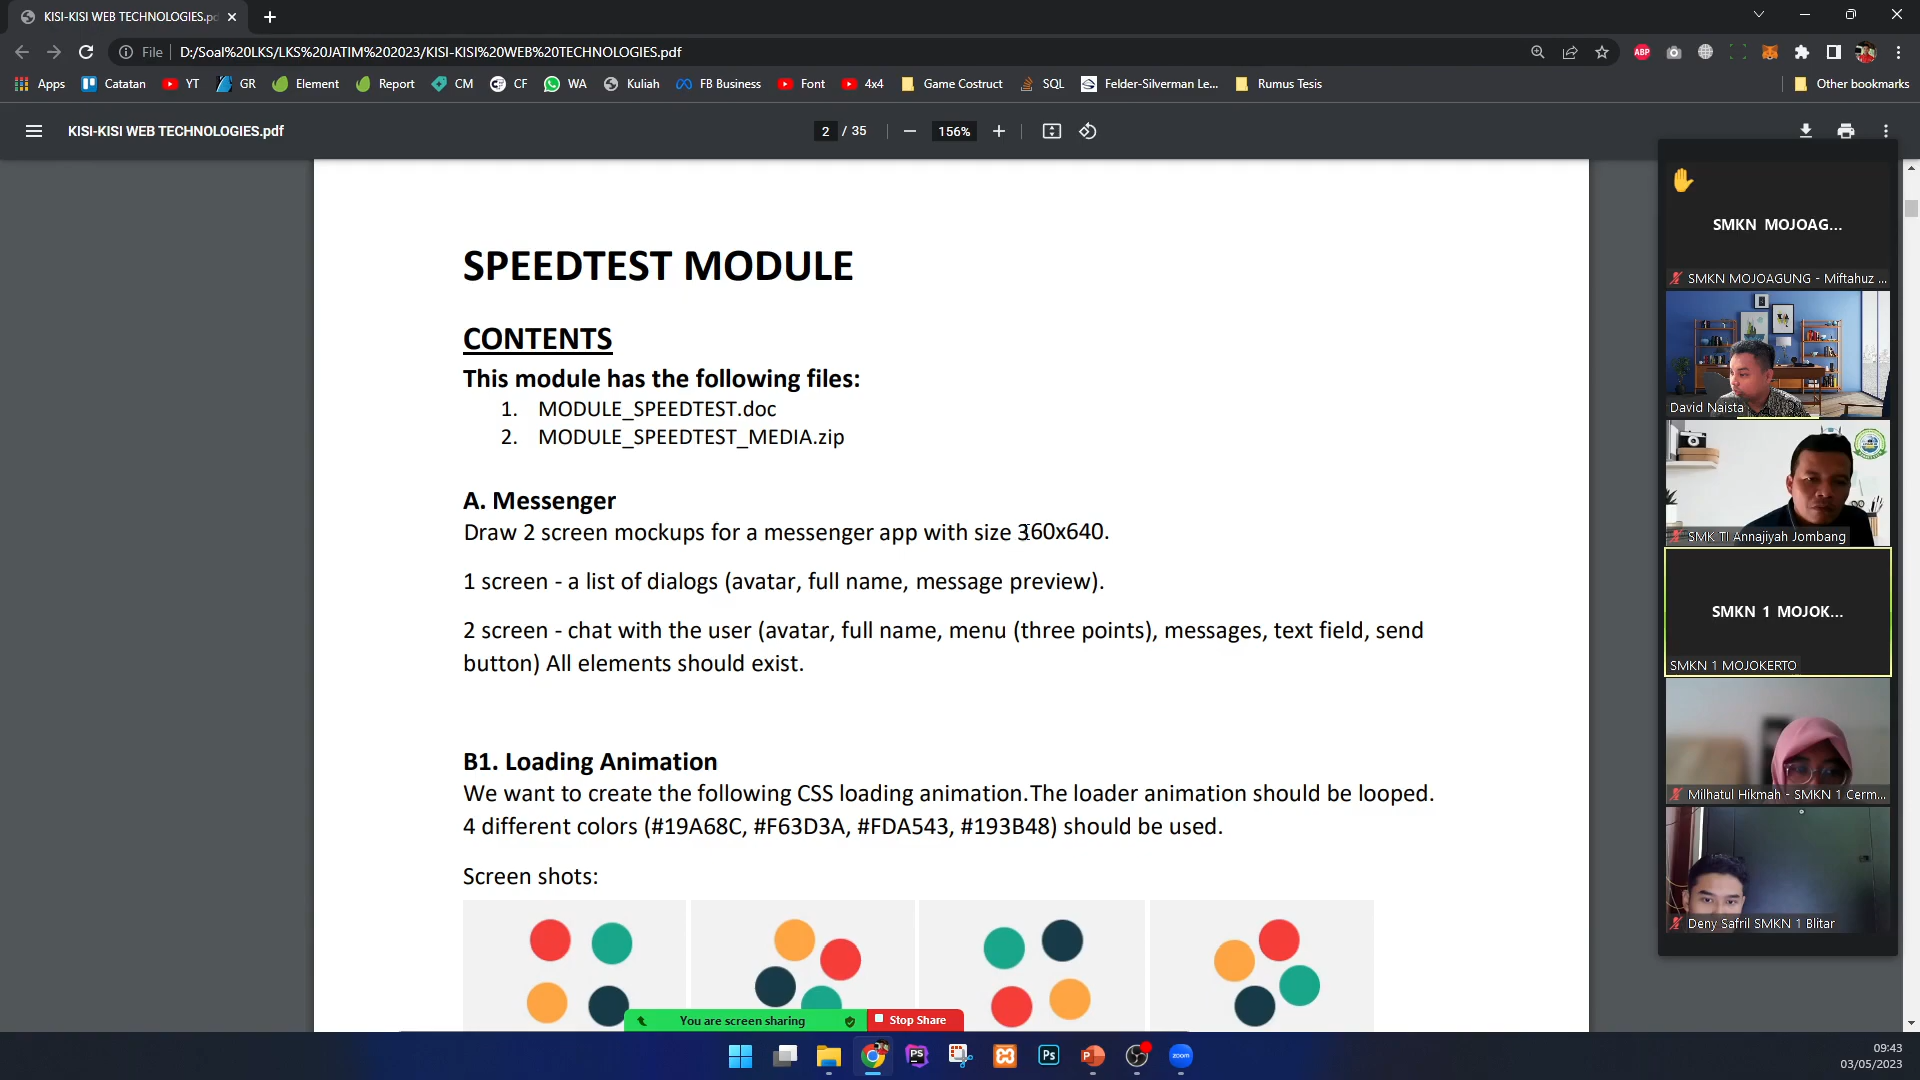 KISI-KISI WEB TECHNOLOGIES.pd
File
D:/Soal%20LKS/LKS%20JATIM%202023/KISI-KISI%20WEB%20TECHNOLOGIES.pdf
ABP
Apps
Catatan
YT
GR
Element
Report
CM
CF
WA
Kuliah
FB Business
Font
4x4
Game Costruct
SQL
Felder-Silverman Le...
Rumus Tesis
Other bookmarks
KISI-KISI WEB TECHNOLOGIES.pdf
2 / 35
156%
SPEEDTEST MODULE
CONTENTS
This module has the following files:
1. MODULE_SPEEDTEST.doc
2. MODULE_SPEEDTEST_MEDIA.zip
A. Messenger
Draw 2 screen mockups for a messenger app with size 360x640.
1 screen - a list of dialogs (avatar, full name, message preview).
2 screen - chat with the user (avatar, full name, menu (three points), messages, text field, send
button) All elements should exist.
B1. Loading Animation
We want to create the following CSS loading animation.The loader animation should be looped.
4 different colors (#19A68C, #F63D3A, #FDA543, #193B48) should be used.
Screen shots:
SMKN MOJOAG...
SMKN MOJOAGUNG - Miftahuz ...
David Naista
SMK TI Annajiyah Jombang
SMKN 1 MOJOK...
SMKN 1 MOJOKERTO
Milhatul Hikmah - SMKN 1 Cerm...
Deny Safril SMKN 1 Blitar
You are screen sharing
Stop Share
PS
Ps
P
zoom
09:43
03/05/2023